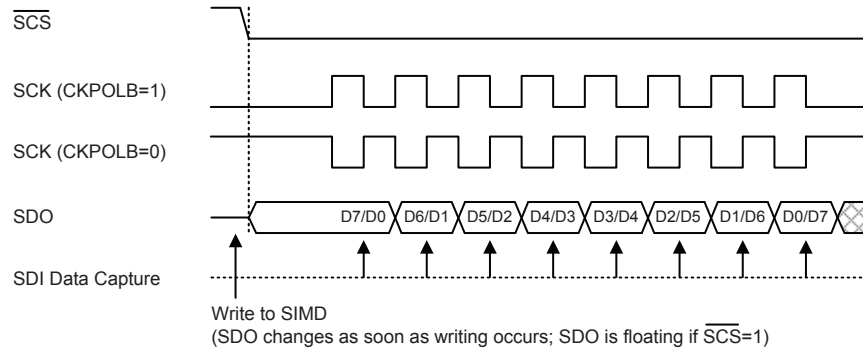 S̅C̅S̅
SCK (CKPOLB=1)
SCK (CKPOLB=0)
SDO
D7/D0 D6/D1 D5/D2 D4/D3 D3/D4 D2/D5 D1/D6 D0/D7
SDI Data Capture
Write to SIMD
(SDO changes as soon as writing occurs; SDO is floating if S̅C̅S̅=1)